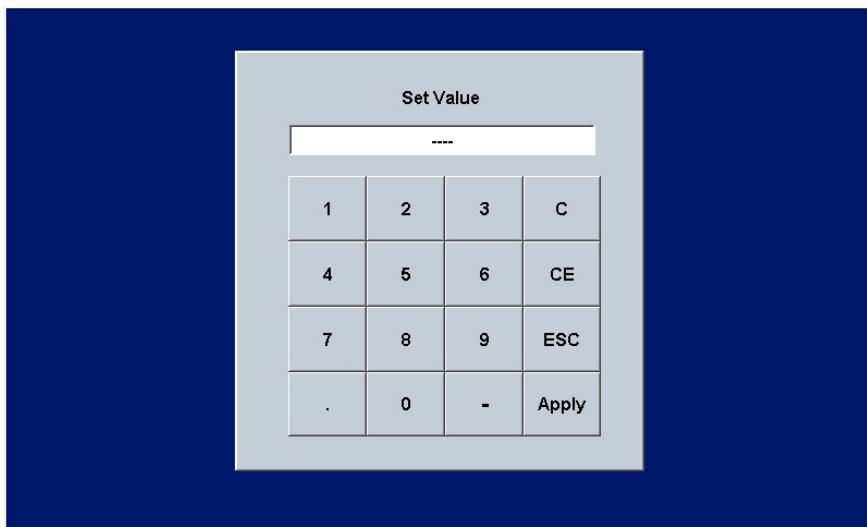 Set Value
----
1 2 3 C
4 5 6 CE
7 8 9 ESC
. 0 - Apply